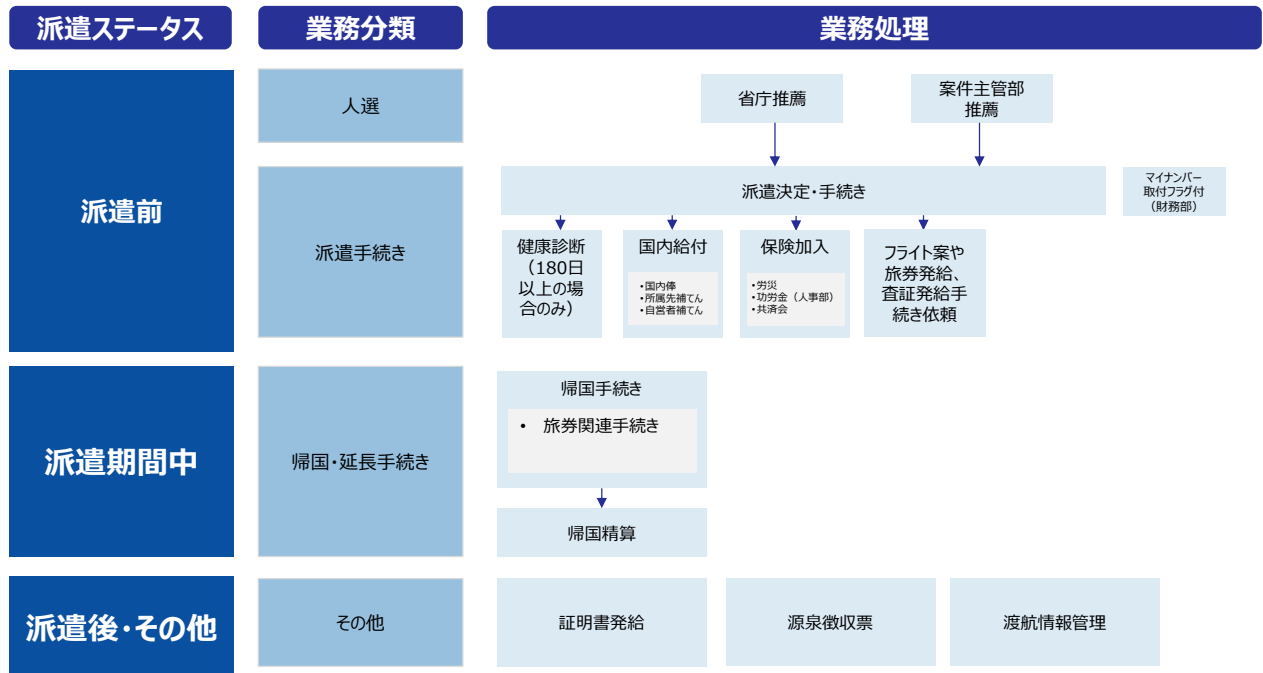 派遣ステータス
業務分類
業務処理
派遣前
人選
省庁推薦
案件主管部
推薦
派遣手続き
派遣決定・手続き
マイナンバー
取付フラグ付
(財務部)
健康診断
(180日
以上の場
合のみ)
国内給付
•国内俸
•所属先補てん
•自営者補てん
保険加入
•労災
•功労金(人事部)
•共済会
フライト案や
旅券発給、
査証発給手
続き依頼
派遣期間中
帰国・延長手続き
帰国手続き
• 旅券関連手続き
帰国精算
派遣後・その他
その他
証明書発給
源泉徴収票
渡航情報管理